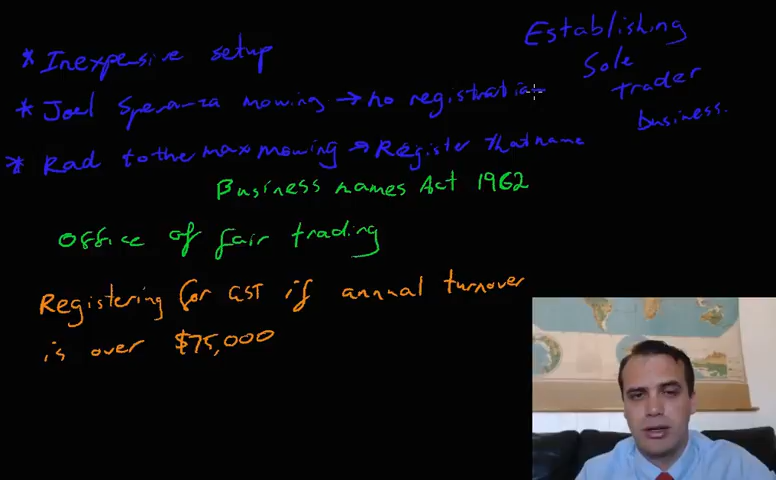 * Inexpensive setup
Establishing
Sole
trader
business.
* Joel Speranza mowing → no registration
* Rad to the max mowing → Register that name
Business names Act 1962
Office of fair trading
Registering for GST if annual turnover
is over $75,000